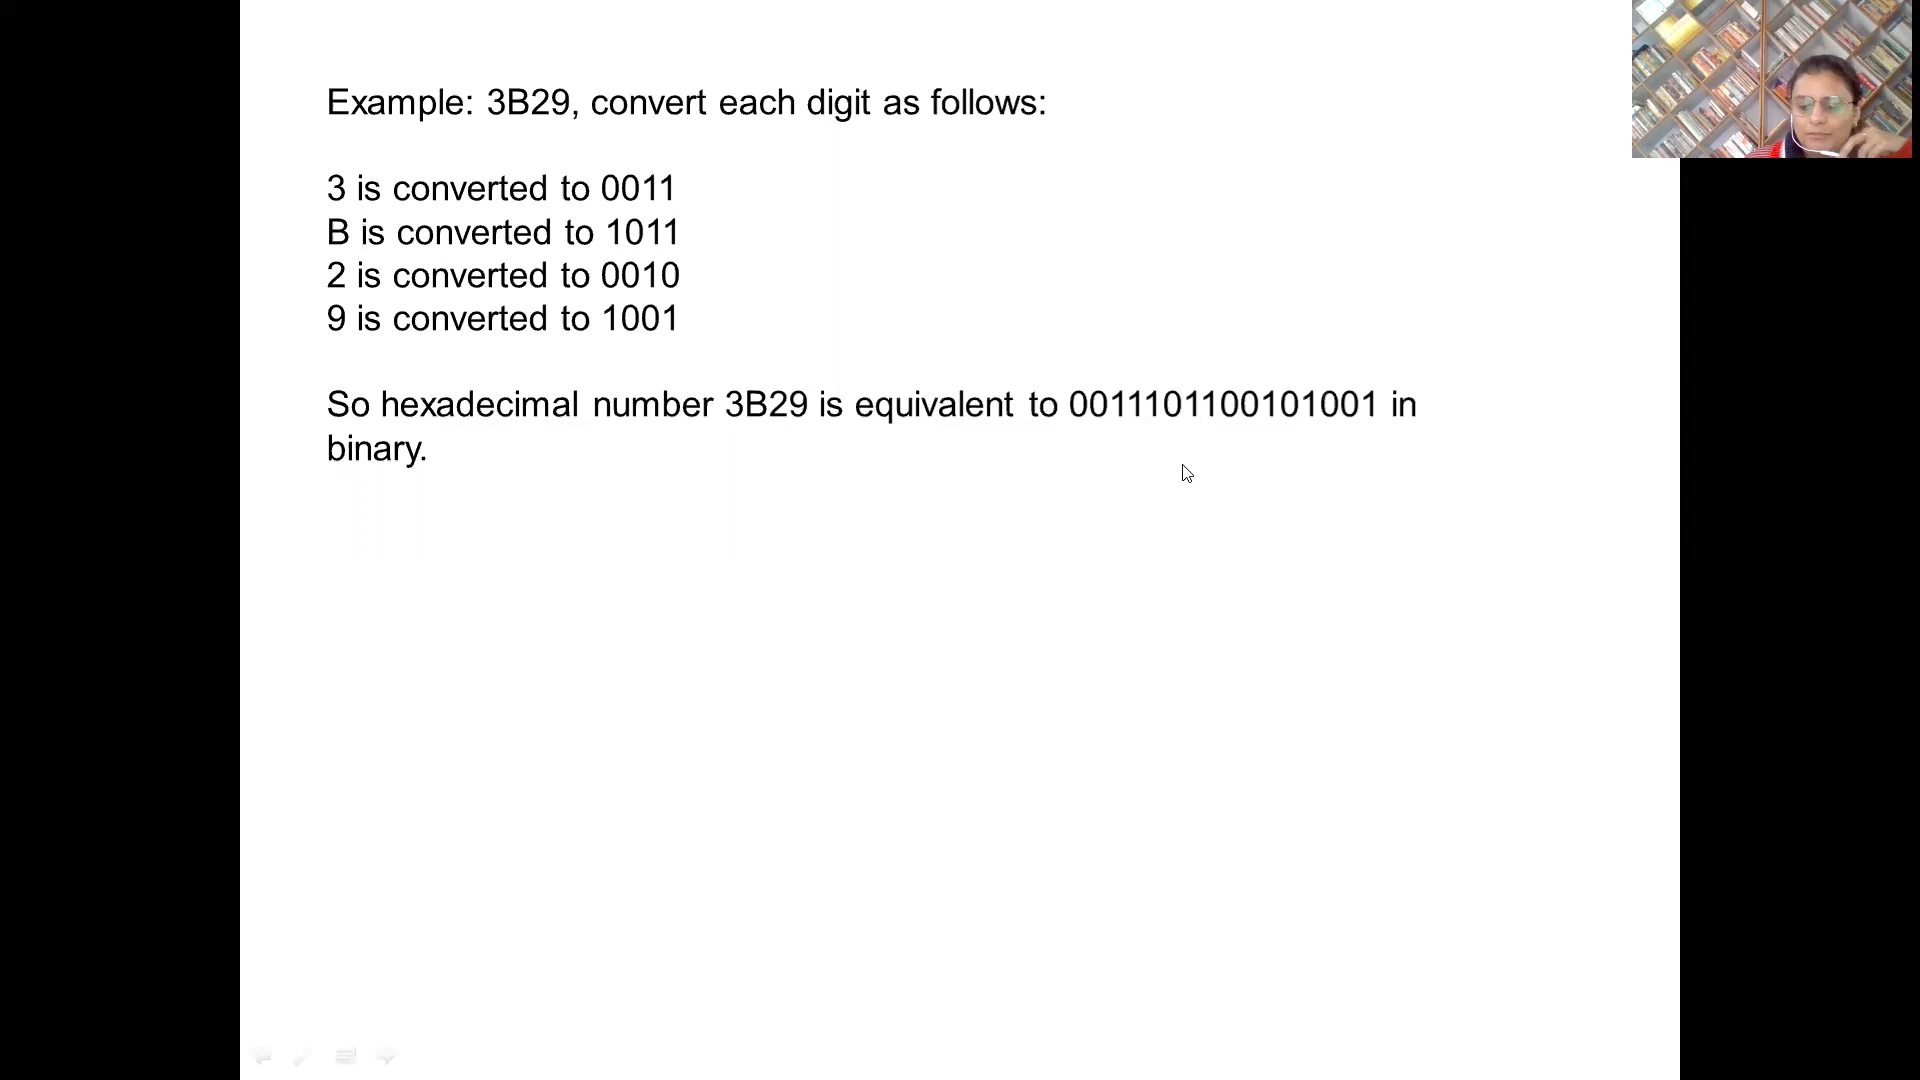 Example: 3B29, convert each digit as follows:
3 is converted to 0011
B is converted to 1011
2 is converted to 0010
9 is converted to 1001
So hexadecimal number 3B29 is equivalent to 0011101100101001 in
binary.